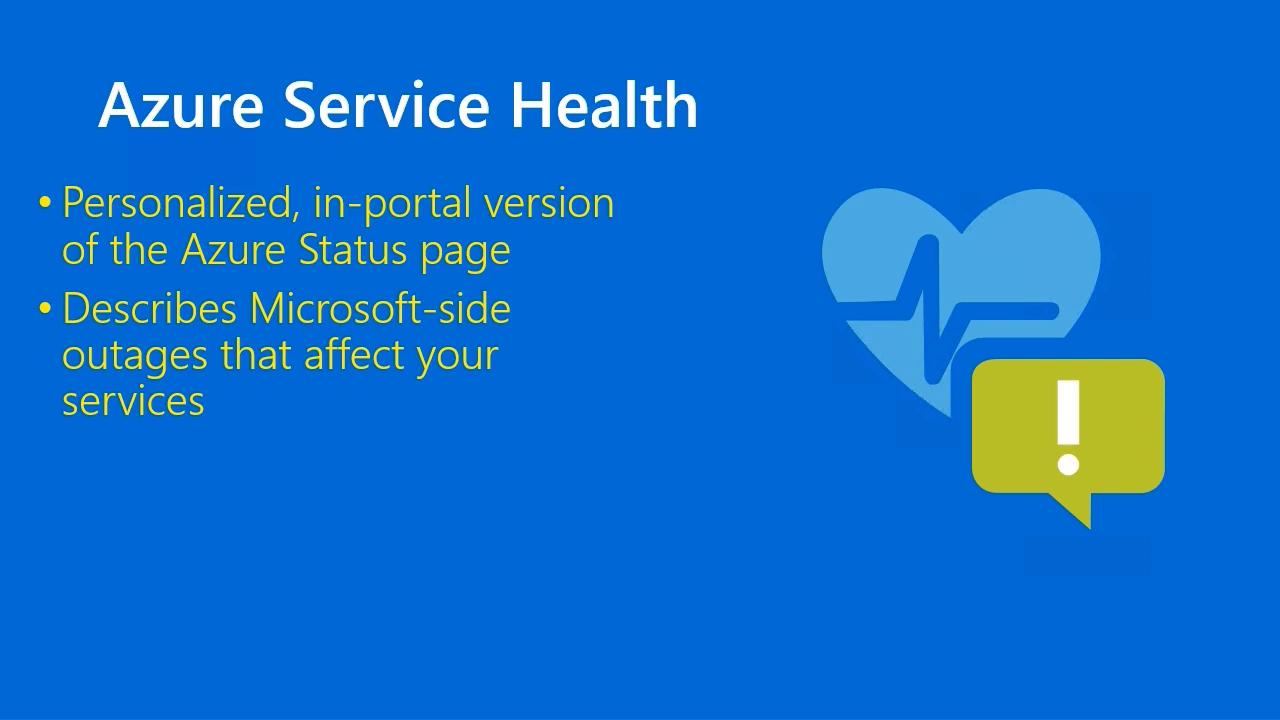 Azure Service Health
• Personalized, in-portal version
of the Azure Status page
• Describes Microsoft-side
outages that affect your
services